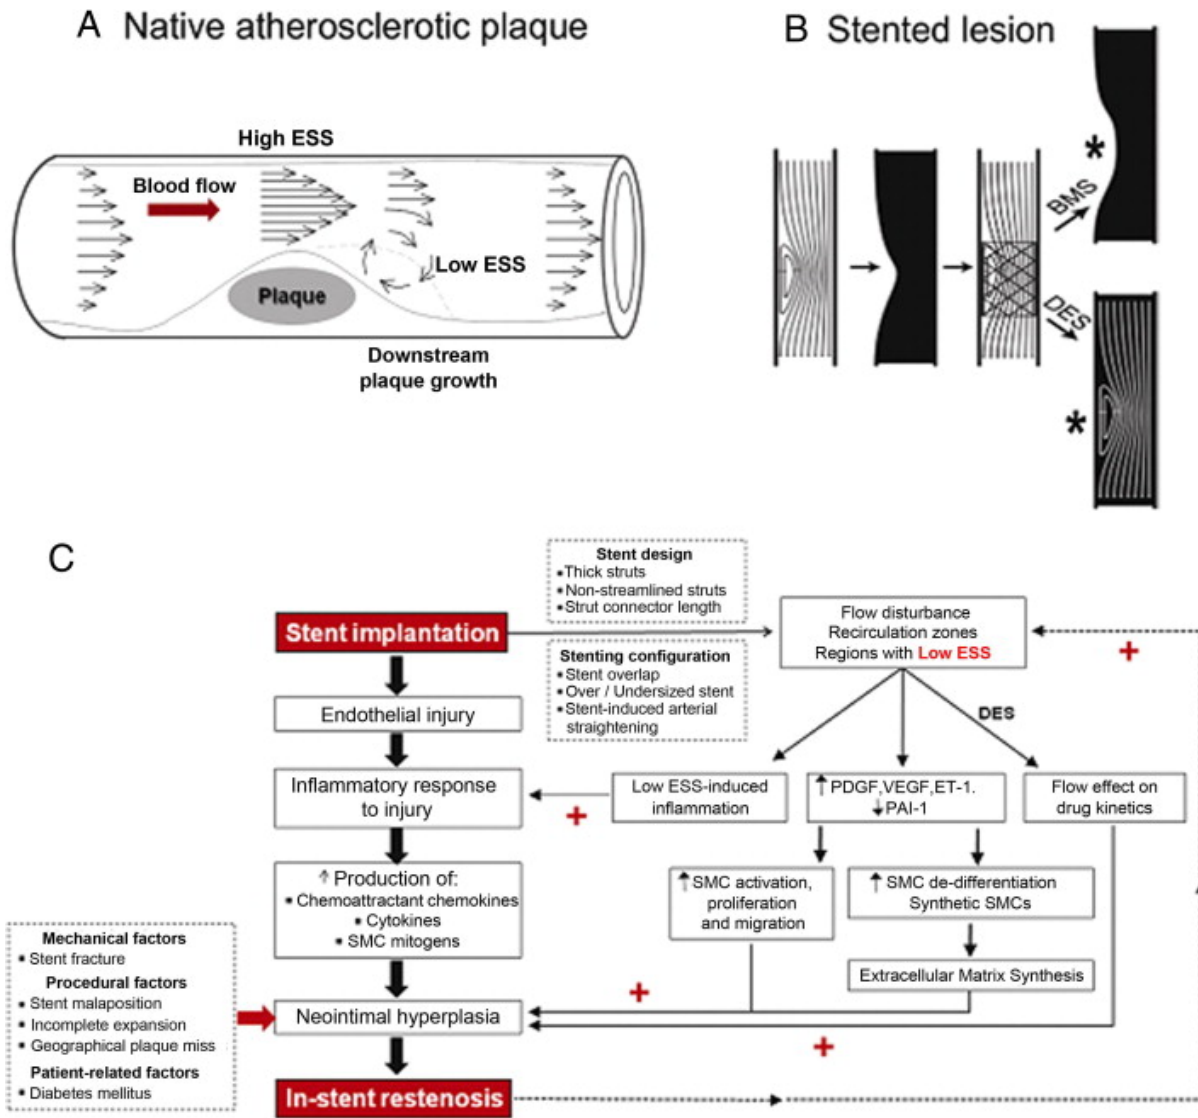 A Native atherosclerotic plaque
High ESS
Blood flow
Low ESS
Plaque
Downstream
plaque growth
B Stented lesion
*
BMS
DES
*
C
Stent design
▪ Thick struts
▪ Non-streamlined struts
▪ Strut connector length
Stent implantation
Stenting configuration
▪ Stent overlap
▪ Over / Undersized stent
▪ Stent-induced arterial
straightening
Flow disturbance
Recirculation zones
Regions with Low ESS
+
Endothelial injury
DES
Inflammatory response
to injury
+
Low ESS-induced
inflammation
↑ PDGF,VEGF,ET-1.
↓ PAI-1
Flow effect on
drug kinetics
↑ Production of:
▪ Chemoattractant chemokines
▪ Cytokines
▪ SMC mitogens
↑ SMC activation,
proliferation
and migration
↑ SMC de-differentiation
Synthetic SMCs
Extracellular Matrix Synthesis
Mechanical factors
▪ Stent fracture
Procedural factors
▪ Stent malaposition
▪ Incomplete expansion
▪ Geographical plaque miss
Patient-related factors
▪ Diabetes mellitus
+
Neointimal hyperplasia
+
In-stent restenosis